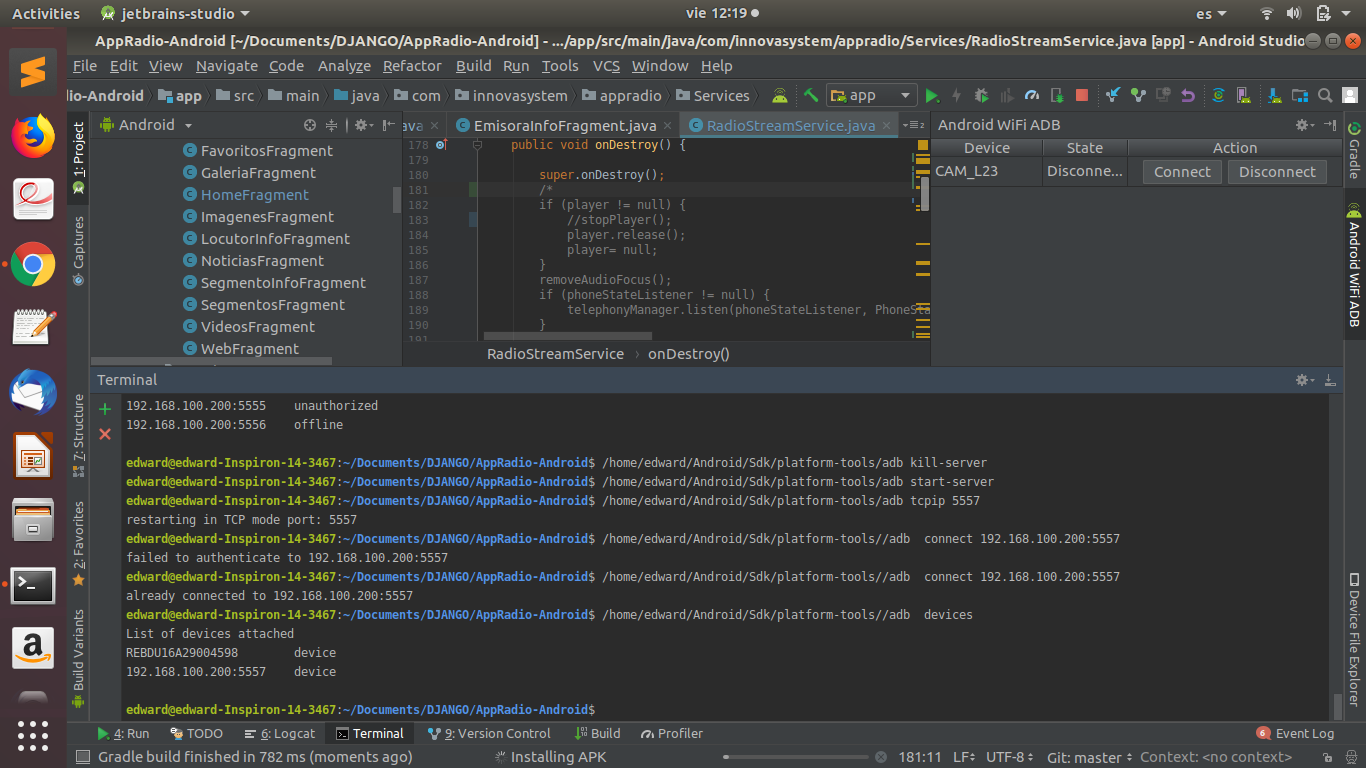 Activities
jetbrains-studio
vie 12:19
es
AppRadio-Android [~/Documents/DJANGO/AppRadio-Android] - .../app/src/main/java/com/innovasystem/appradio/Services/RadioStreamService.java [app] - Android Studio
File Edit View Navigate Code Analyze Refactor Build Run Tools VCS Window Help
dio-Android app src main java com innovasystem appradio Services app
1: Project
Captures
7: Structure
2: Favorites
Build Variants
Android
FavoritosFragment
GaleriaFragment
HomeFragment
ImagenesFragment
LocutorInfoFragment
NoticiasFragment
SegmentoInfoFragment
SegmentosFragment
VideosFragment
WebFragment
ava EmisoraInfoFragment.java RadioStreamService.java
178 public void onDestroy() {
179
180 super.onDestroy();
181 /*
182 if (player != null) {
183 //stopPlayer();
184 player.release();
185 player= null;
186 }
187 removeAudioFocus();
188 if (phoneStateListener != null) {
189 telephonyManager.listen(phoneStateListener, PhoneSta
190 }
191
RadioStreamService › onDestroy()
Android WiFi ADB
Device State Action
CAM_L23 Disconne... Connect Disconnect
Gradle
Android WiFi ADB
Device File Explorer
Terminal
192.168.100.200:5555 unauthorized
192.168.100.200:5556 offline
edward@edward-Inspiron-14-3467:~/Documents/DJANGO/AppRadio-Android$ /home/edward/Android/Sdk/platform-tools/adb kill-server
edward@edward-Inspiron-14-3467:~/Documents/DJANGO/AppRadio-Android$ /home/edward/Android/Sdk/platform-tools/adb start-server
edward@edward-Inspiron-14-3467:~/Documents/DJANGO/AppRadio-Android$ /home/edward/Android/Sdk/platform-tools/adb tcpip 5557
restarting in TCP mode port: 5557
edward@edward-Inspiron-14-3467:~/Documents/DJANGO/AppRadio-Android$ /home/edward/Android/Sdk/platform-tools//adb  connect 192.168.100.200:5557
failed to authenticate to 192.168.100.200:5557
edward@edward-Inspiron-14-3467:~/Documents/DJANGO/AppRadio-Android$ /home/edward/Android/Sdk/platform-tools//adb  connect 192.168.100.200:5557
already connected to 192.168.100.200:5557
edward@edward-Inspiron-14-3467:~/Documents/DJANGO/AppRadio-Android$ /home/edward/Android/Sdk/platform-tools//adb  devices
List of devices attached
REBDU16A29004598 device
192.168.100.200:5557 device
edward@edward-Inspiron-14-3467:~/Documents/DJANGO/AppRadio-Android$
4: Run TODO 6: Logcat Terminal 9: Version Control Build Profiler 6 Event Log
Gradle build finished in 782 ms (moments ago) Installing APK 181:11 LF UTF-8 Git: master Context: <no context>